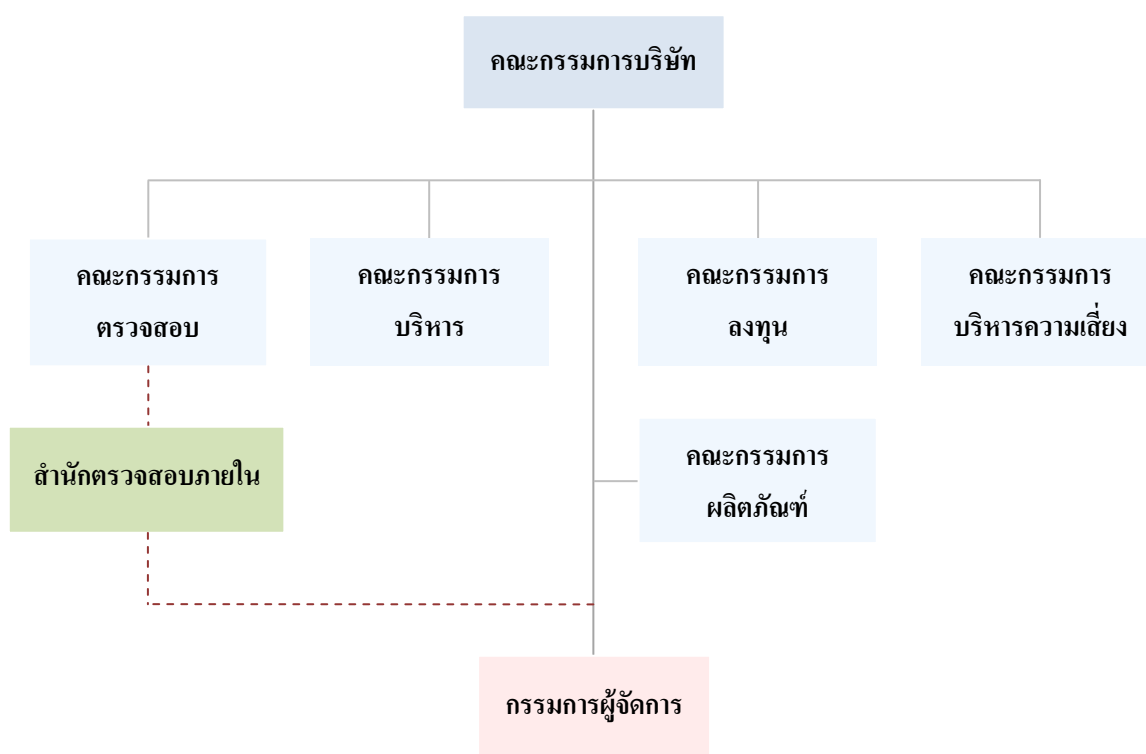 คณะกรรมการบริษัท
คณะกรรมการ
ตรวจสอบ
คณะกรรมการ
บริหาร
คณะกรรมการ
ลงทุน
คณะกรรมการ
บริหารความเสี่ยง
สำนักตรวจสอบภายใน
คณะกรรมการ
ผลิตภัณฑ์
กรรมการผู้จัดการ